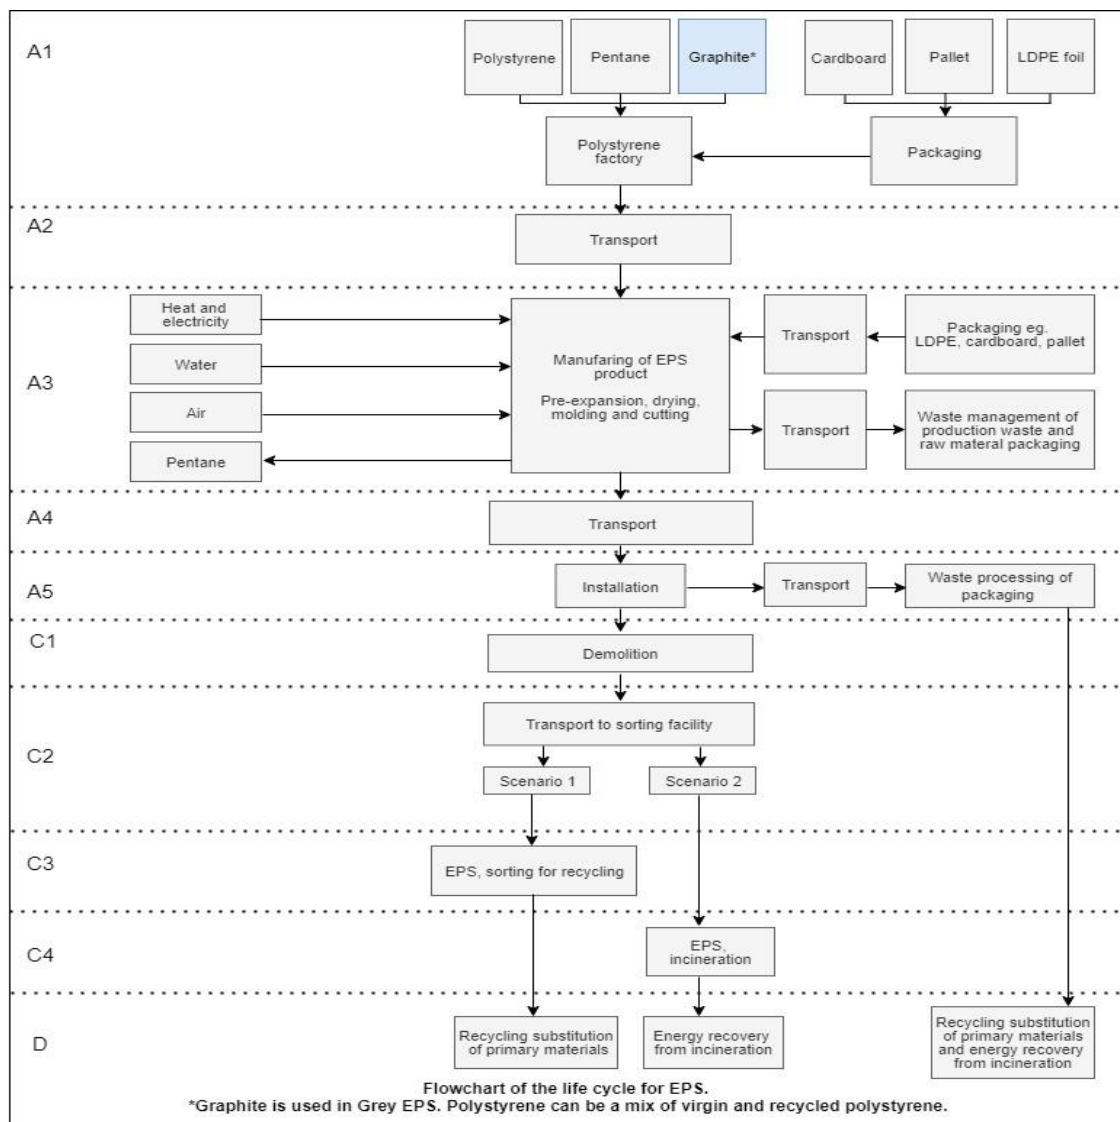 A1
Polystyrene
Pentane
Graphite*
Cardboard
Pallet
LDPE foil
Polystyrene
factory
Packaging
A2
Transport
A3
Heat and
electricity
Water
Air
Pentane
Manufaring of EPS
product
Pre-expansion, drying,
molding and cutting
Transport
Packaging eg.
LDPE, cardboard, pallet
Transport
Waste management of
production waste and
raw materal packaging
A4
Transport
A5
Installation
Transport
Waste processing of
packaging
C1
Demolition
C2
Transport to sorting facility
Scenario 1
Scenario 2
C3
EPS, sorting for recycling
C4
EPS,
incineration
D
Recycling substitution
of primary materials
Energy recovery
from incineration
Recycling substitution
of primary materials
and energy recovery
from incineration
Flowchart of the life cycle for EPS.
*Graphite is used in Grey EPS. Polystyrene can be a mix of virgin and recycled polystyrene.